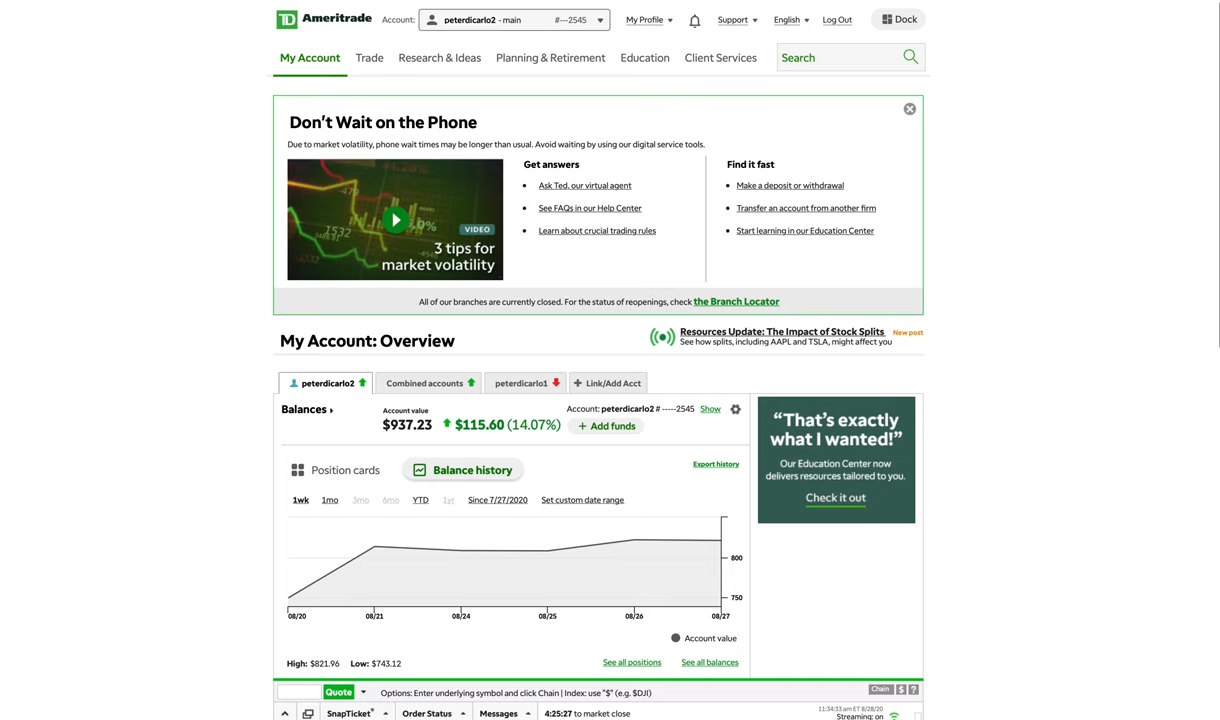 TD Ameritrade Account: peterdicarlo2 - main #---2545 My Profile Support English Log Out Dock
My Account Trade Research & Ideas Planning & Retirement Education Client Services Search
Don't Wait on the Phone
Due to market volatility, phone wait times may be longer than usual. Avoid waiting by using our digital service tools.
VIDEO
3 tips for
market volatility
Get answers
Ask Ted, our virtual agent
See FAQs in our Help Center
Learn about crucial trading rules
Find it fast
Make a deposit or withdrawal
Transfer an account from another firm
Start learning in our Education Center
All of our branches are currently closed. For the status of reopenings, check the Branch Locator
My Account: Overview
Resources Update: The Impact of Stock Splits New post
See how splits, including AAPL and TSLA, might affect you
peterdicarlo2 Combined accounts peterdicarlo1 + Link/Add Acct
Balances
Account value
$937.23 $115.60 (14.07%)
Account: peterdicarlo2 # -----2545 Show
+ Add funds
Position cards Balance history Export history
1wk 1mo 3mo 6mo YTD 1yr Since 7/27/2020 Set custom date range
800
750
08/20 08/21 08/24 08/25 08/26 08/27
Account value
High: $821.96 Low: $743.12 See all positions See all balances
"That's exactly
what I wanted!"
Our Education Center now
delivers resources tailored to you.
Check it out
Quote Options: Enter underlying symbol and click Chain | Index: use "$" (e.g. $DJI) Chain $ ?
SnapTicket® Order Status Messages 4:25:27 to market close
11:34:33 am ET 8/28/20
Streaming: on